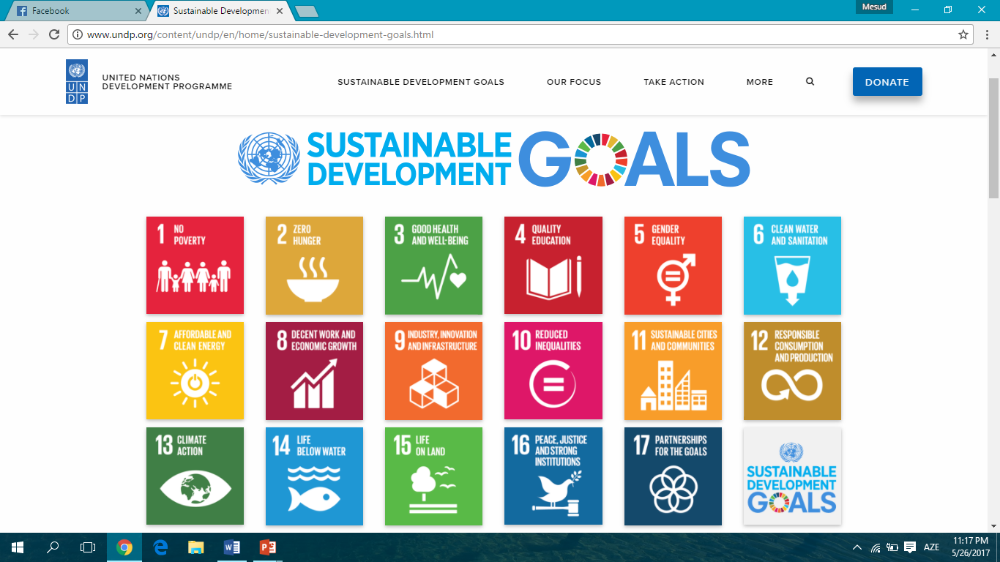 Facebook
Sustainable Developmen
Mesud
www.undp.org/content/undp/en/home/sustainable-development-goals.html
UN
DP
UNITED NATIONS
DEVELOPMENT PROGRAMME
SUSTAINABLE DEVELOPMENT GOALS
OUR FOCUS
TAKE ACTION
MORE
DONATE
SUSTAINABLE
DEVELOPMENT
GOALS
1 NO
POVERTY
2 ZERO
HUNGER
3 GOOD HEALTH
AND WELL-BEING
4 QUALITY
EDUCATION
5 GENDER
EQUALITY
6 CLEAN WATER
AND SANITATION
7 AFFORDABLE AND
CLEAN ENERGY
8 DECENT WORK AND
ECONOMIC GROWTH
9 INDUSTRY, INNOVATION
AND INFRASTRUCTURE
10 REDUCED
INEQUALITIES
11 SUSTAINABLE CITIES
AND COMMUNITIES
12 RESPONSIBLE
CONSUMPTION
AND PRODUCTION
13 CLIMATE
ACTION
14 LIFE
BELOW WATER
15 LIFE
ON LAND
16 PEACE, JUSTICE
AND STRONG
INSTITUTIONS
17 PARTNERSHIPS
FOR THE GOALS
SUSTAINABLE
DEVELOPMENT
GOALS
AZE
11:17 PM
5/26/2017